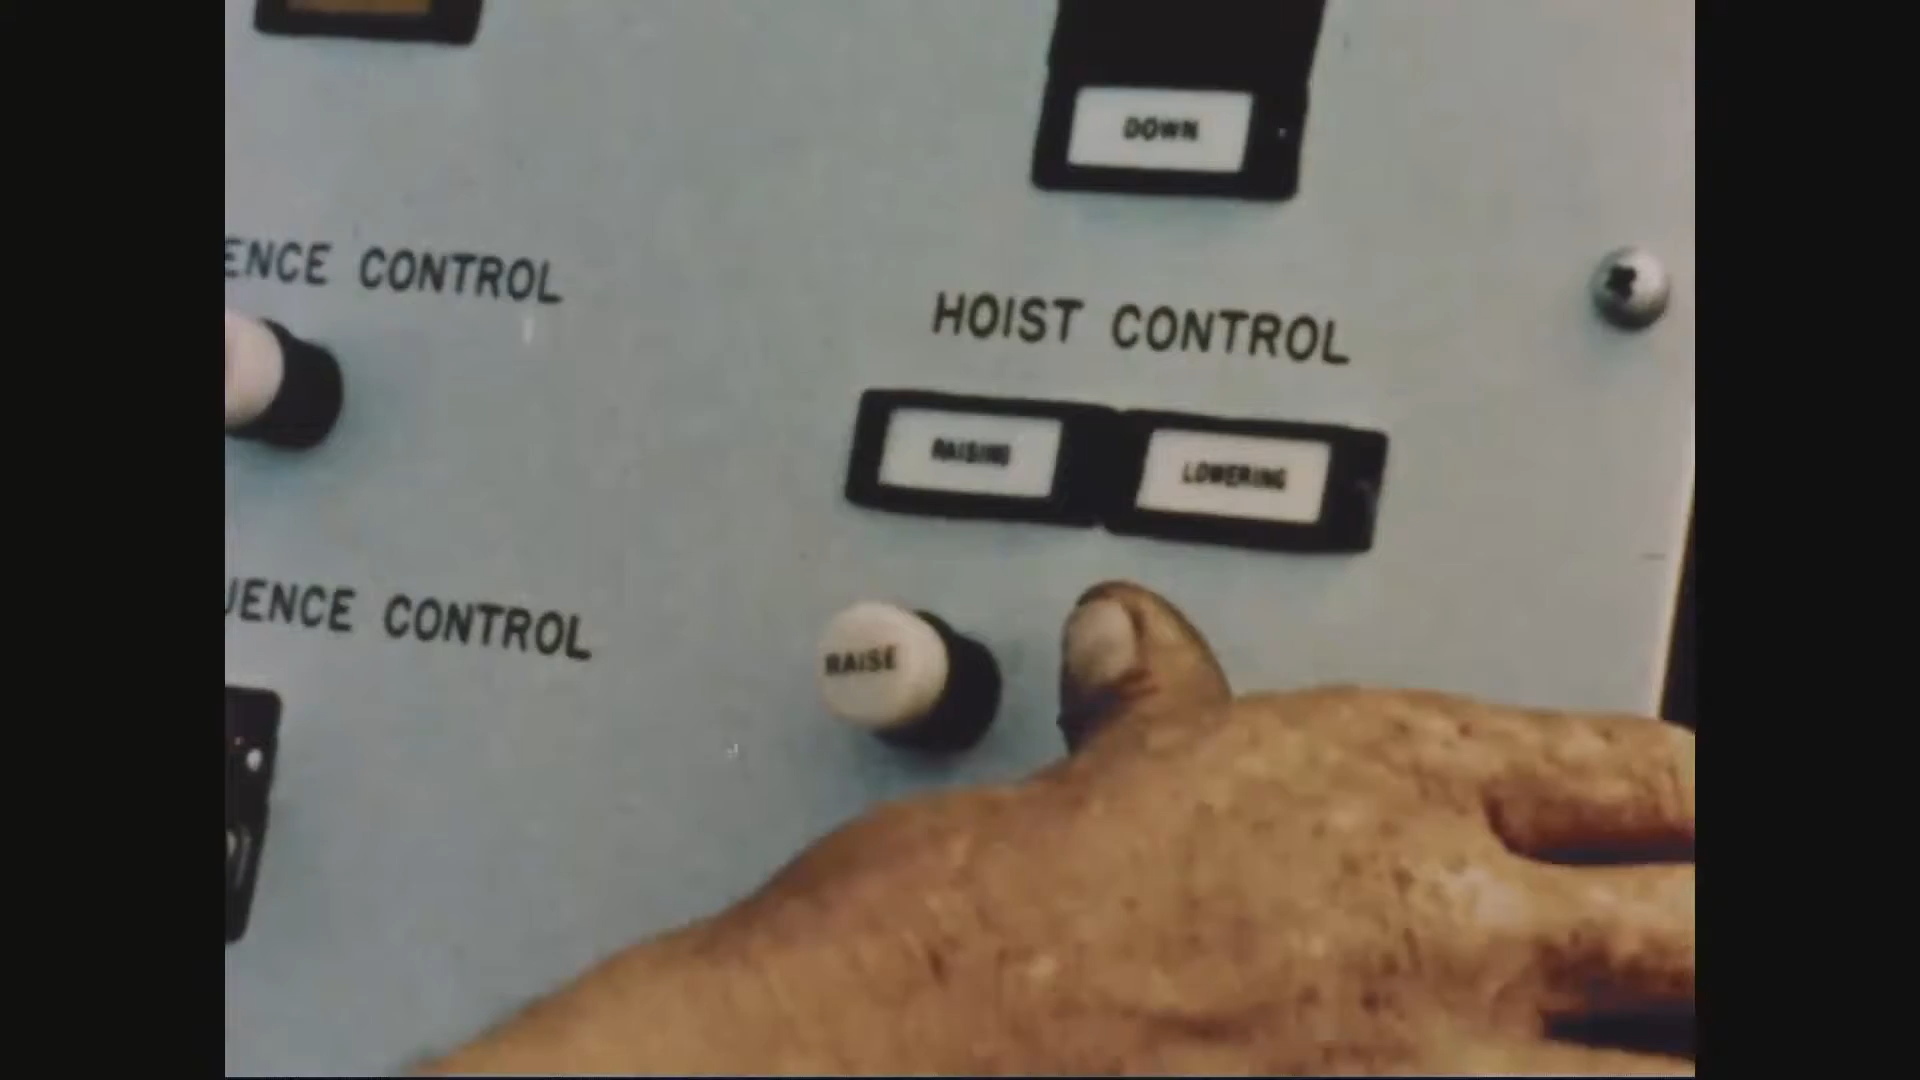 DOWN
ENCE CONTROL
HOIST CONTROL
RAISING
LOWERING
UENCE CONTROL
RAISE